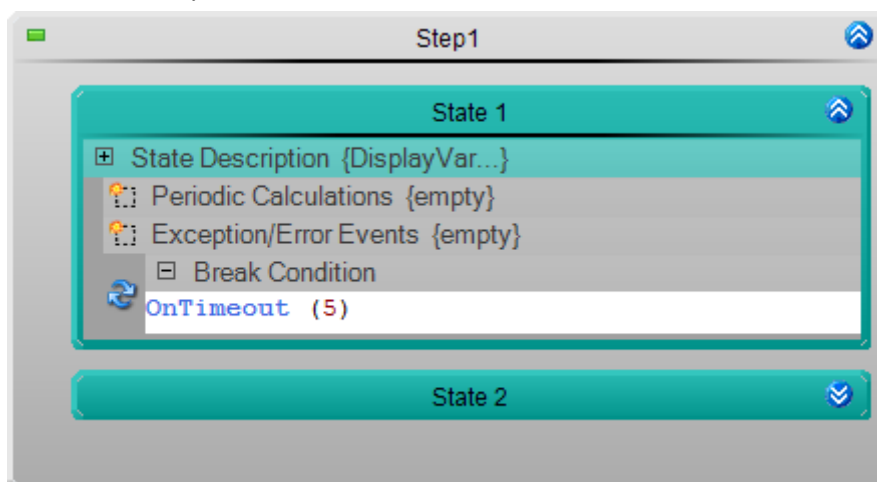 Step1
State 1
State Description {DisplayVar...}
Periodic Calculations {empty}
Exception/Error Events {empty}
Break Condition
OnTimeout (5)
State 2